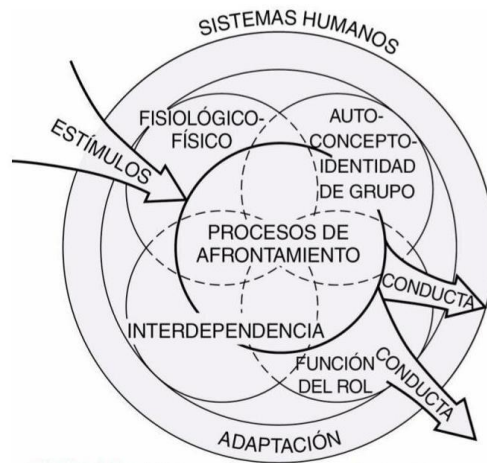 SISTEMAS HUMANOS
FISIOLÓGICO-
FÍSICO
AUTO-
CONCEPTO-
IDENTIDAD
DE GRUPO
ESTÍMULOS
PROCESOS DE
AFRONTAMIENTO
CONDUCTA
INTERDEPENDENCIA
FUNCIÓN
DEL ROL
CONDUCTA
ADAPTACIÓN